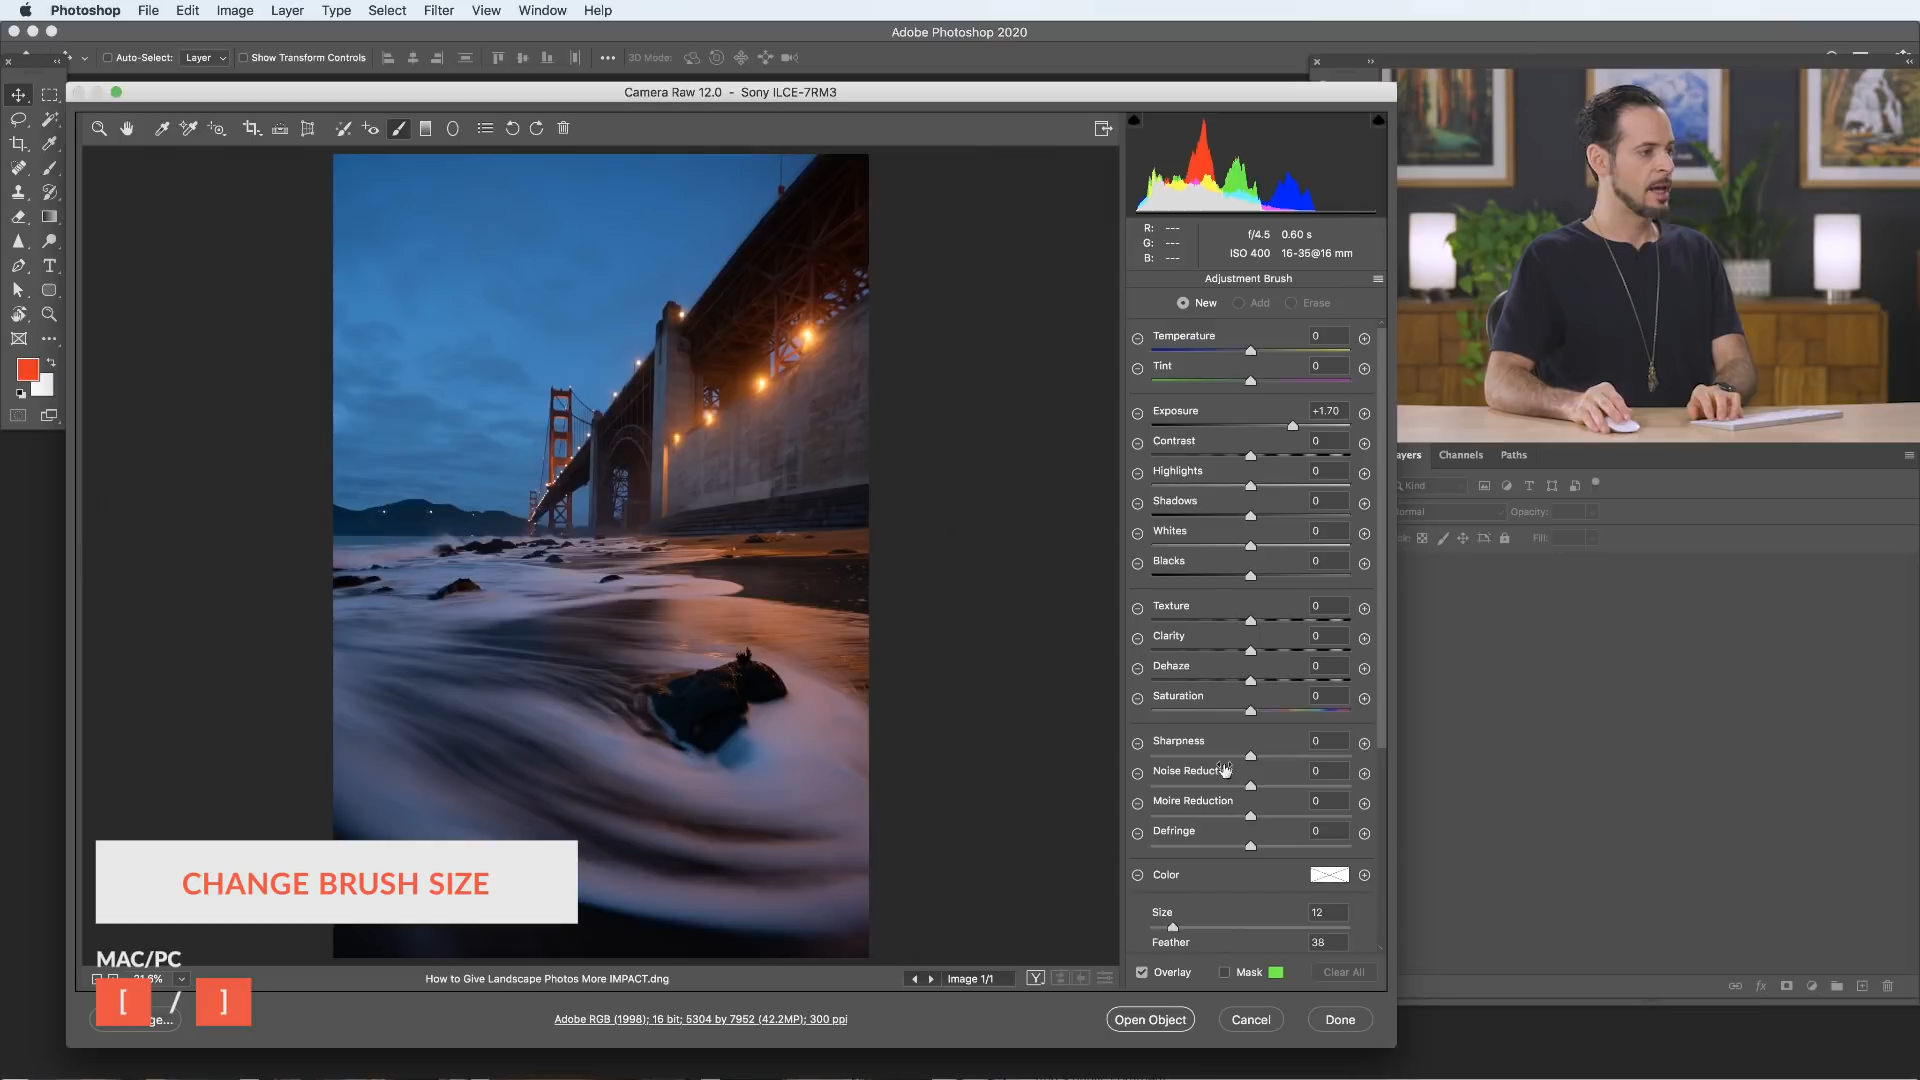 Photoshop File Edit Image Layer Type Select Filter View Window Help
Adobe Photoshop 2020
Auto-Select: Layer Show Transform Controls 3D Mode:
Camera Raw 12.0 - Sony ILCE-7RM3
R: ---
G: ---
B: ---
f/4.5 0.60 s
ISO 400 16-35@16 mm
Adjustment Brush
New Add Erase
Temperature 0
Tint 0
Exposure +1.70
Contrast 0
Highlights 0
Shadows 0
Whites 0
Blacks 0
Texture 0
Clarity 0
Dehaze 0
Saturation 0
Sharpness 0
Noise Reduct 0
Moire Reduction 0
Defringe 0
Color
Size 12
Feather 38
Overlay Mask Clear All
ayers Channels Paths
Kind
ormal Opacity:
ck: Fill:
CHANGE BRUSH SIZE
MAC/PC
[ / ]
How to Give Landscape Photos More IMPACT.dng
Image 1/1
ge...
Adobe RGB (1998); 16 bit; 5304 by 7952 (42.2MP); 300 ppi
Open Object Cancel Done